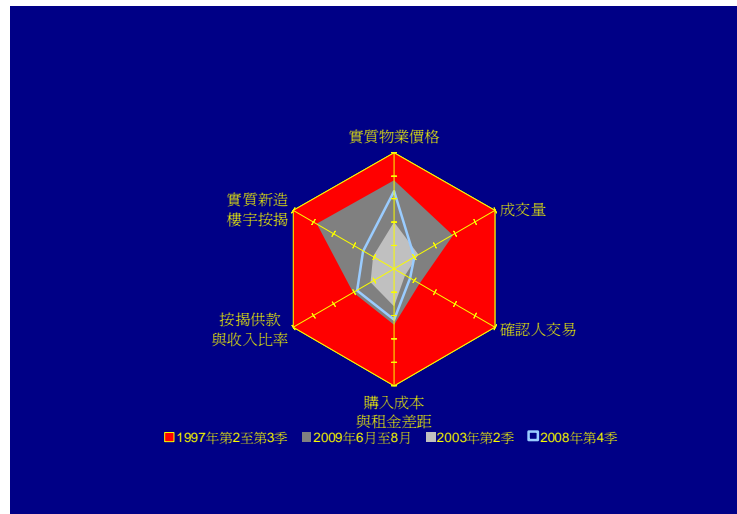 實質物業價格
實質新造
樓宇按揭
成交量
按揭供款
與收入比率
確認人交易
購入成本
與租金差距
1997年第2至第3季 2009年6月至8月 2003年第2季 2008年第4季